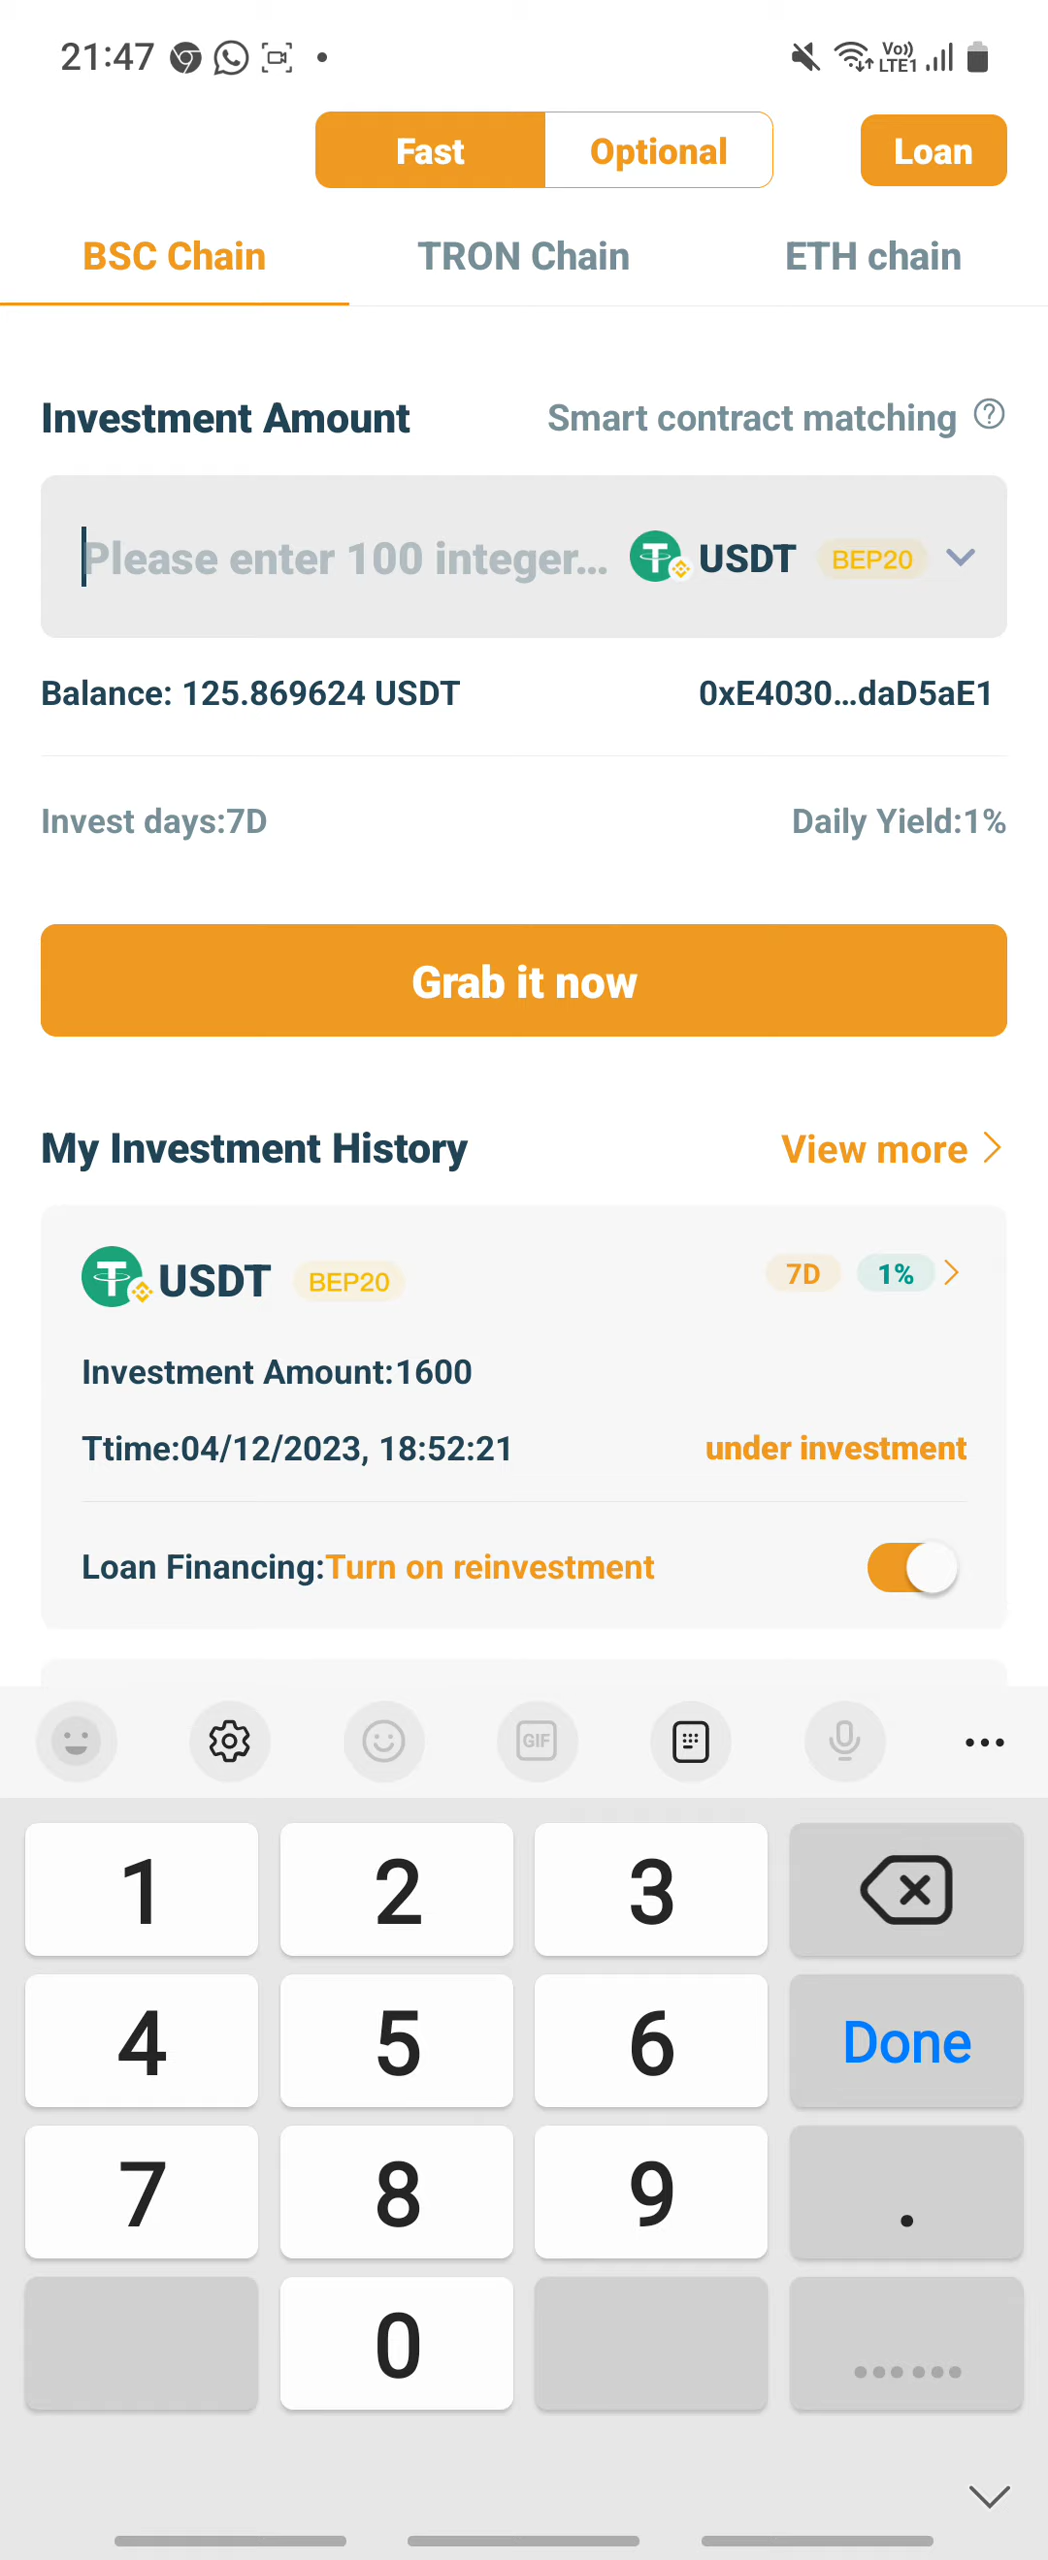 21:47
Vo)) LTE1
Fast
Optional
Loan
BSC Chain
TRON Chain
ETH chain
Investment Amount
Smart contract matching ?
Please enter 100 integer...
USDT BEP20
Balance: 125.869624 USDT
0xE4030...daD5aE1
Invest days:7D
Daily Yield:1%
Grab it now
My Investment History
View more
USDT BEP20
7D 1%
Investment Amount:1600
Ttime:04/12/2023, 18:52:21
under investment
Loan Financing:Turn on reinvestment
GIF
1 2 3
4 5 6 Done
7 8 9 .
0